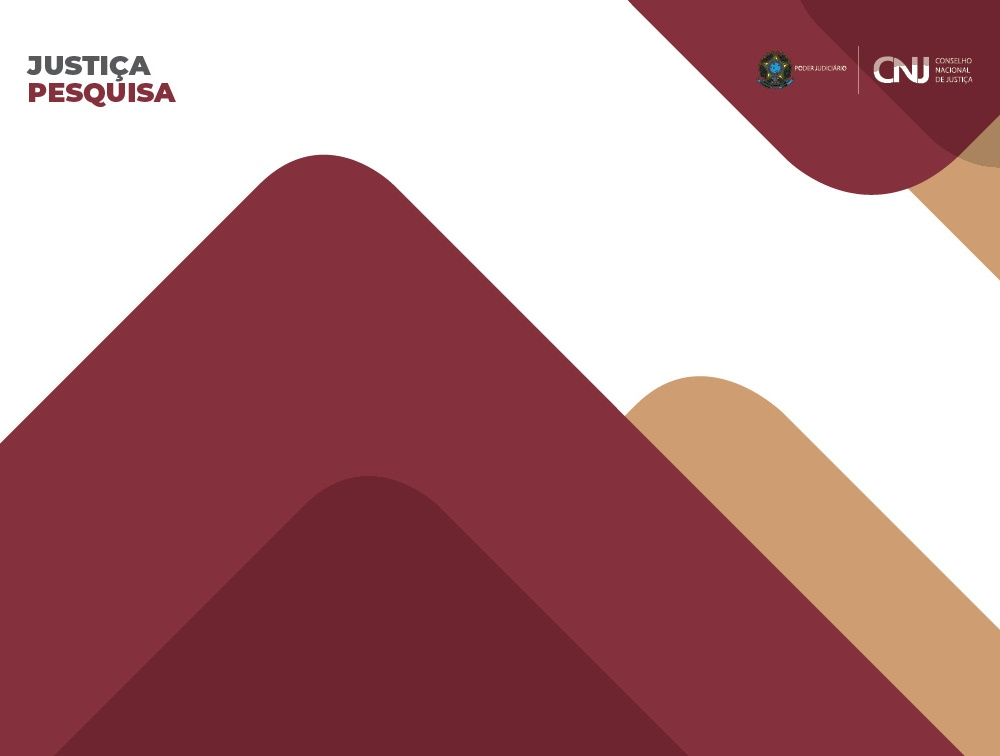 JUSTIÇA
PESQUISA
PODER JUDICIÁRIO
CNJ
CONSELHO
NACIONAL
DE JUSTIÇA